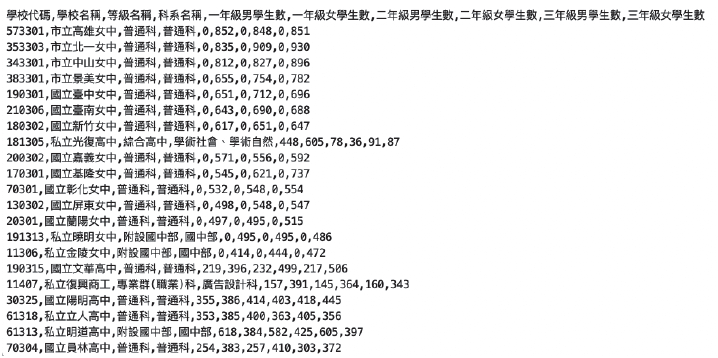 學校代碼,學校名稱,等級名稱,科系名稱,一年級男學生數,一年級女學生數,二年級男學生數,二年級女學生數,三年級男學生數,三年級女學生數
573301,市立高雄女中,普通科,普通科,0,852,0,848,0,851
353303,市立北一女中,普通科,普通科,0,835,0,909,0,930
343301,市立中山女中,普通科,普通科,0,812,0,827,0,896
383301,市立景美女中,普通科,普通科,0,655,0,754,0,782
190301,國立臺中女中,普通科,普通科,0,651,0,712,0,696
210306,國立臺南女中,普通科,普通科,0,643,0,690,0,688
180302,國立新竹女中,普通科,普通科,0,617,0,651,0,647
181305,私立光復高中,綜合高中,學術社會、學術自然,448,605,78,36,91,87
200302,國立嘉義女中,普通科,普通科,0,571,0,556,0,592
170301,國立基隆女中,普通科,普通科,0,545,0,621,0,737
70301,國立彰化女中,普通科,普通科,0,532,0,548,0,554
130302,國立屏東女中,普通科,普通科,0,498,0,548,0,547
20301,國立蘭陽女中,普通科,普通科,0,497,0,495,0,515
191313,私立曉明女中,附設國中部,國中部,0,495,0,495,0,486
11306,私立金陵女中,附設國中部,國中部,0,414,0,444,0,472
190315,國立文華高中,普通科,普通科,219,396,232,499,217,506
11407,私立復興商工,專業群(職業)科,廣告設計科,157,391,145,364,160,343
30325,國立陽明高中,普通科,普通科,355,386,414,403,418,445
61318,私立立人高中,普通科,普通科,353,385,400,363,405,356
61313,私立明道高中,附設國中部,國中部,618,384,582,425,605,397
70304,國立員林高中,普通科,普通科,254,383,257,410,303,372